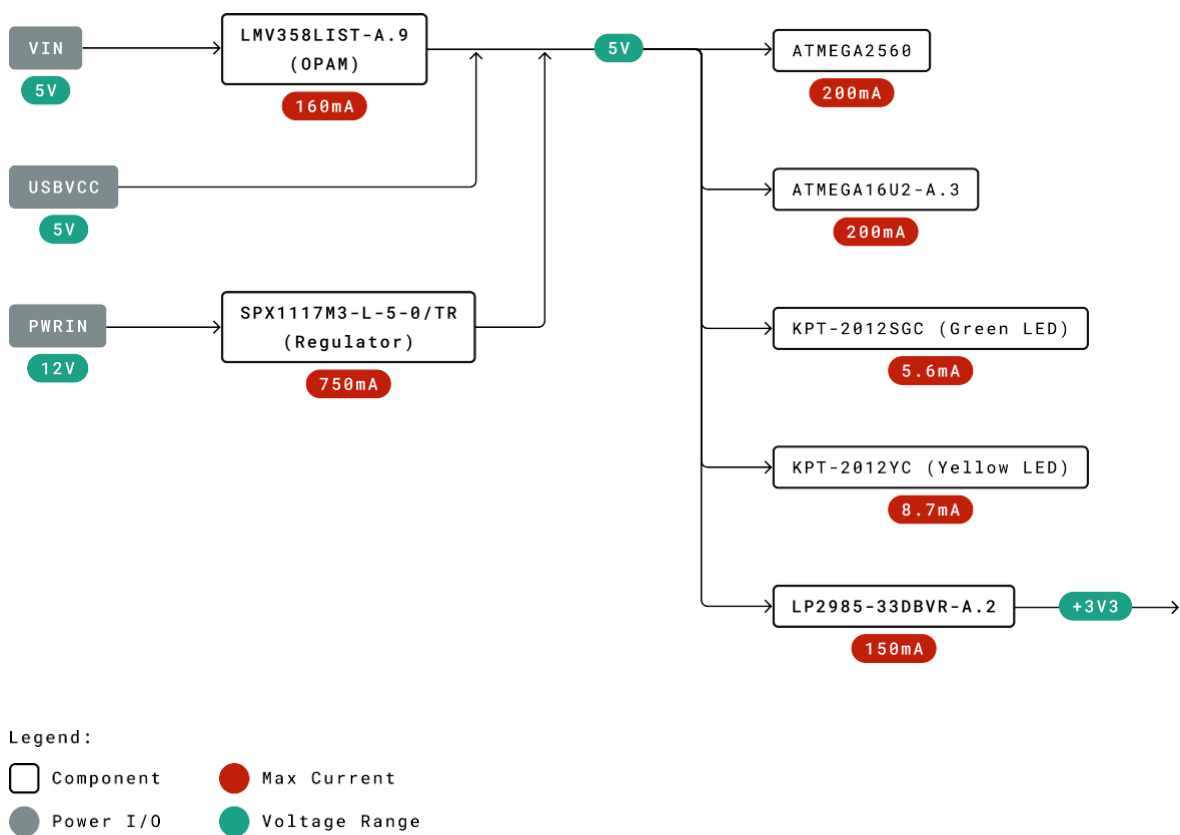 VIN
5V
LMV358LIST-A.9
(OPAM)
160mA
5V
ATMEGA2560
200mA
USBVCC
5V
ATMEGA16U2-A.3
200mA
PWRIN
12V
SPX1117M3-L-5-0/TR
(Regulator)
750mA
KPT-2012SGC (Green LED)
5.6mA
KPT-2012YC (Yellow LED)
8.7mA
LP2985-33DBVR-A.2
150mA
+3V3
Legend:
Component
Max Current
Power I/O
Voltage Range